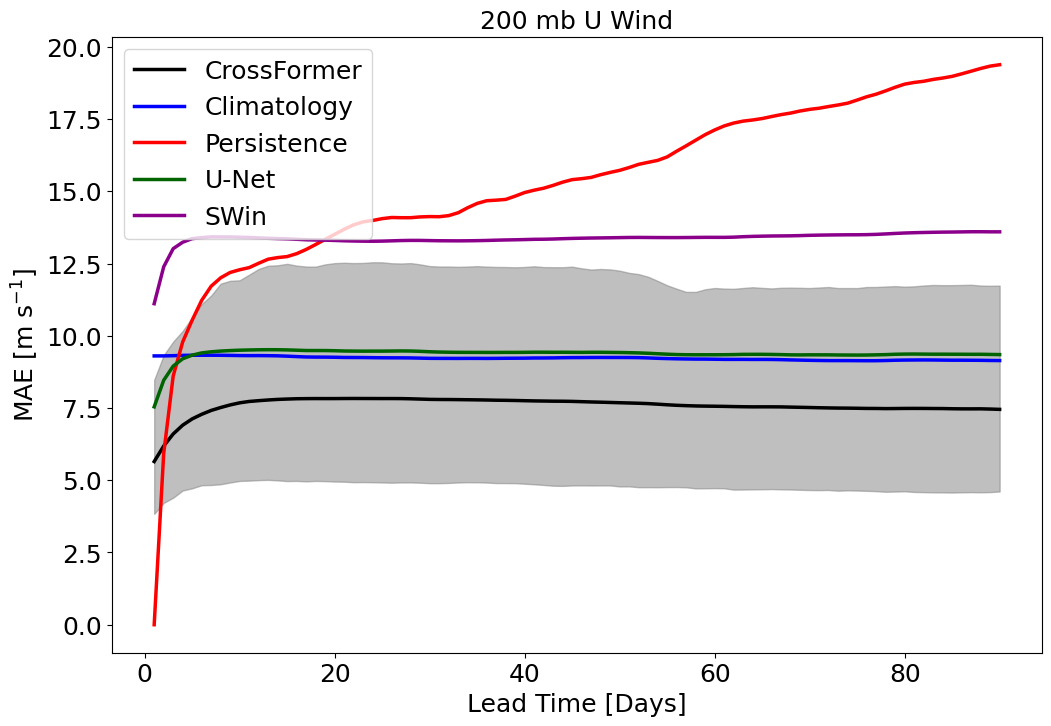 200 mb U Wind
CrossFormer
Climatology
Persistence
U-Net
SWin
20.0
17.5
15.0
12.5
10.0
7.5
5.0
2.5
0.0
MAE [m s⁻¹]
0 20 40 60 80
Lead Time [Days]